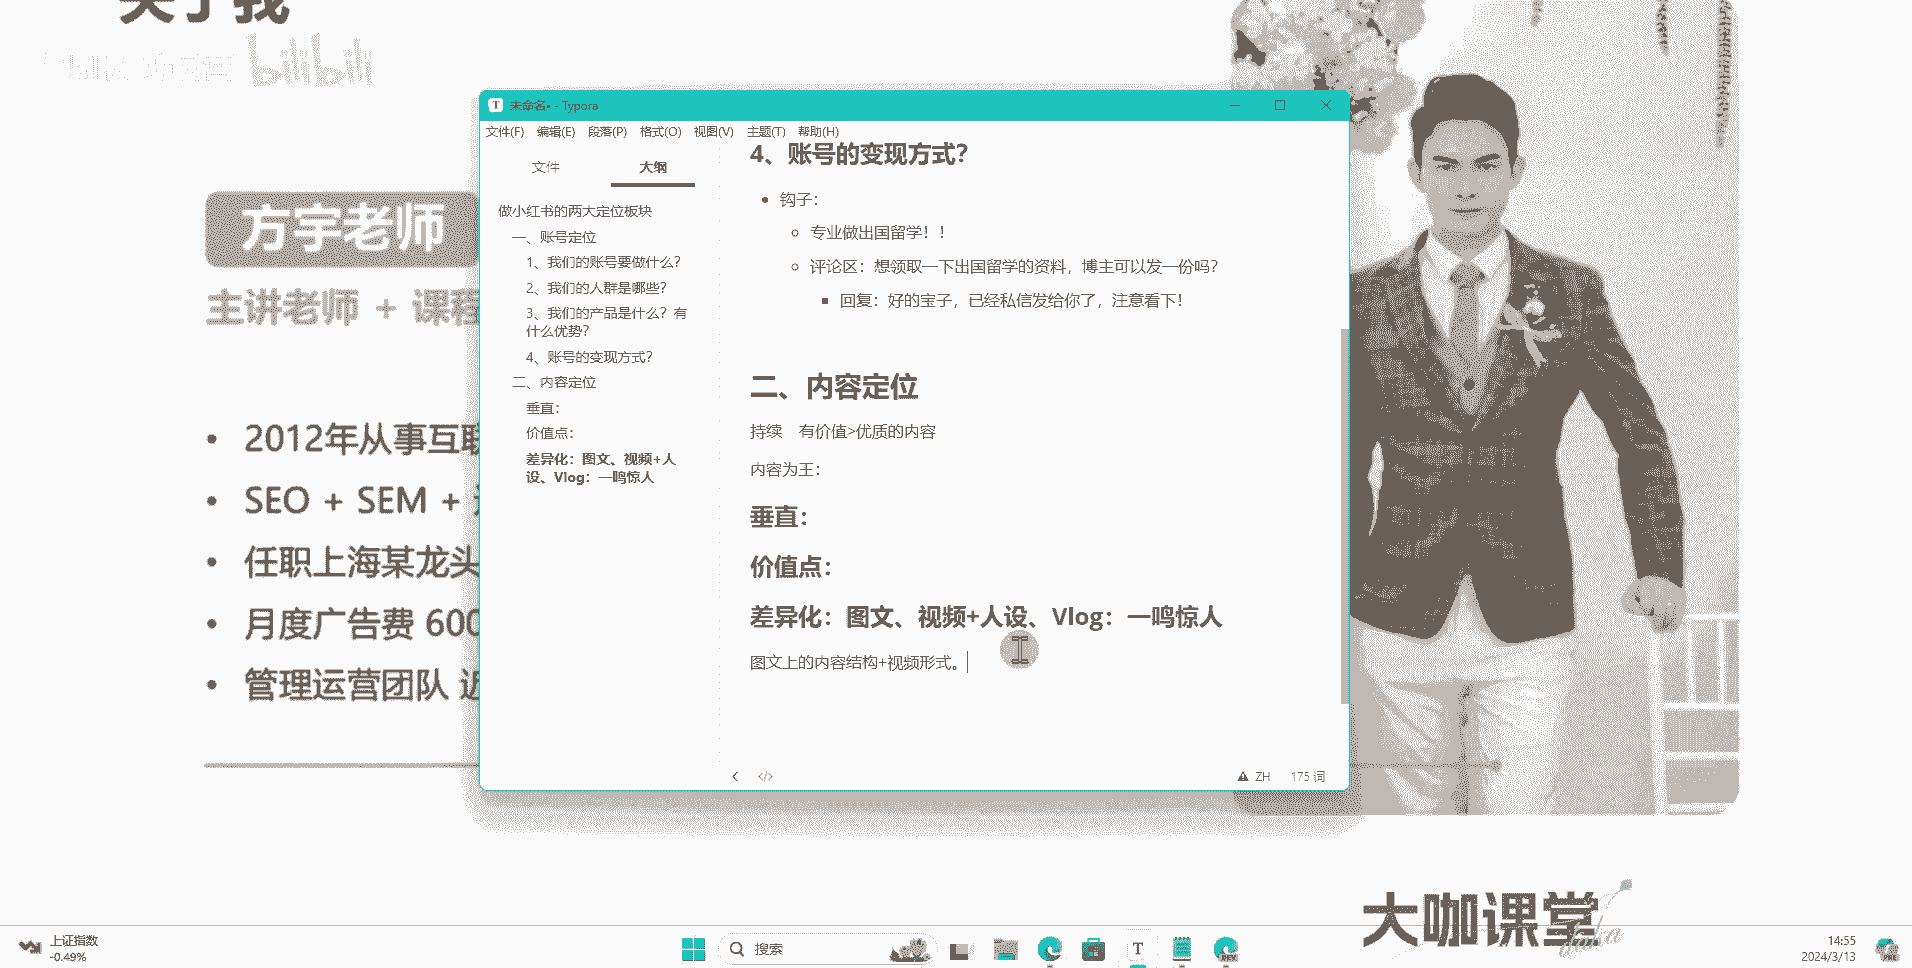 关于我
bilibili
方宇老师
主讲老师 + 课程
2012年从事互联
SEO + SEM +
任职上海某龙头
月度广告费 600
管理运营团队 近
T 未命名• - Typora
文件(F) 编辑(E) 段落(P) 格式(O) 视图(V) 主题(T) 帮助(H)
文件 大纲
做小红书的两大定位板块
一、账号定位
1、我们的账号要做什么？
2、我们的人群是哪些？
3、我们的产品是什么？有
什么优势？
4、账号的变现方式？
二、内容定位
垂直：
价值点：
差异化：图文、视频+人
设、Vlog：一鸣惊人
4、账号的变现方式？
钩子：
专业做出国留学！！
评论区：想领取一下出国留学的资料，博主可以发一份吗？
回复：好的宝子，已经私信发给你了，注意看下！
二、内容定位
持续 有价值>优质的内容
内容为王：
垂直：
价值点：
差异化：图文、视频+人设、Vlog：一鸣惊人
图文上的内容结构+视频形式。
</> ZH 175 词
大咖课堂
daka
上证指数
-0.49%
搜索
T
DEV
14:55
2024/3/13
PRE